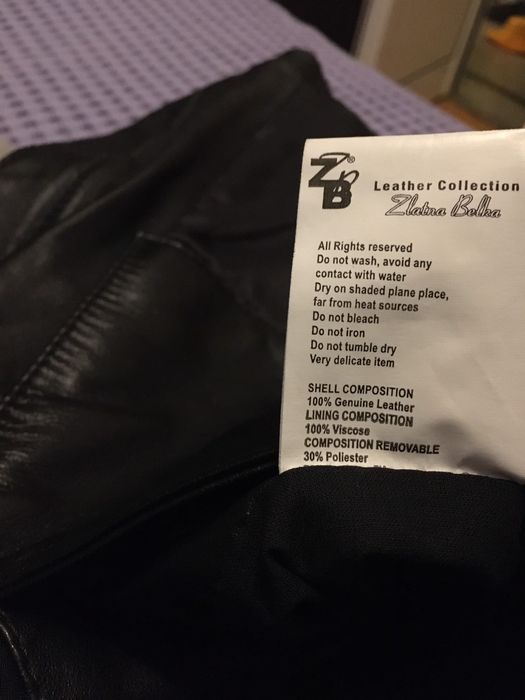 ZB®
Leather Collection
Zlatna Belka
All Rights reserved
Do not wash, avoid any
contact with water
Dry on shaded plane place,
far from heat sources
Do not bleach
Do not iron
Do not tumble dry
Very delicate item
SHELL COMPOSITION
100% Genuine Leather
LINING COMPOSITION
100% Viscose
COMPOSITION REMOVABLE
30% Poliester